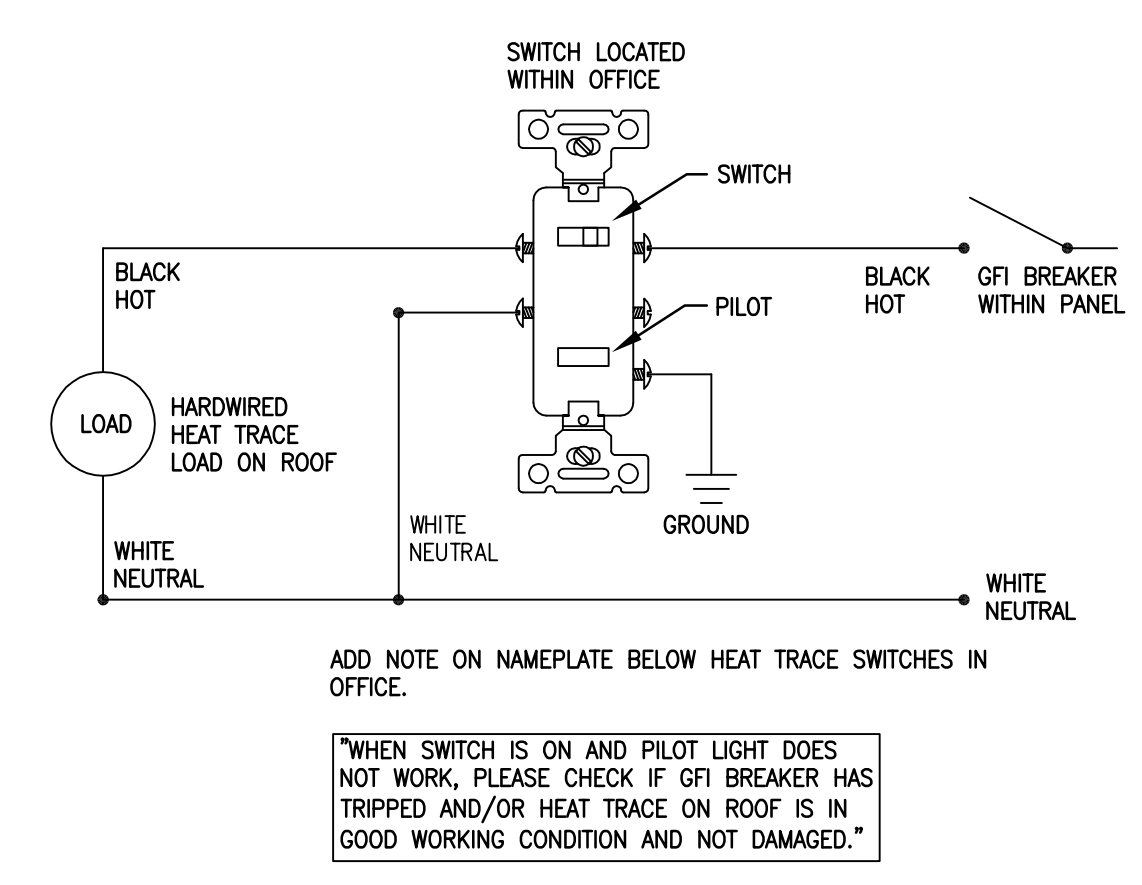 SWITCH LOCATED
WITHIN OFFICE
SWITCH
BLACK
HOT
BLACK
HOT
GFI BREAKER
WITHIN PANEL
PILOT
LOAD
HARDWIRED
HEAT TRACE
LOAD ON ROOF
GROUND
WHITE
NEUTRAL
WHITE
NEUTRAL
WHITE
NEUTRAL
ADD NOTE ON NAMEPLATE BELOW HEAT TRACE SWITCHES IN
OFFICE.
"WHEN SWITCH IS ON AND PILOT LIGHT DOES
NOT WORK, PLEASE CHECK IF GFI BREAKER HAS
TRIPPED AND/OR HEAT TRACE ON ROOF IS IN
GOOD WORKING CONDITION AND NOT DAMAGED."